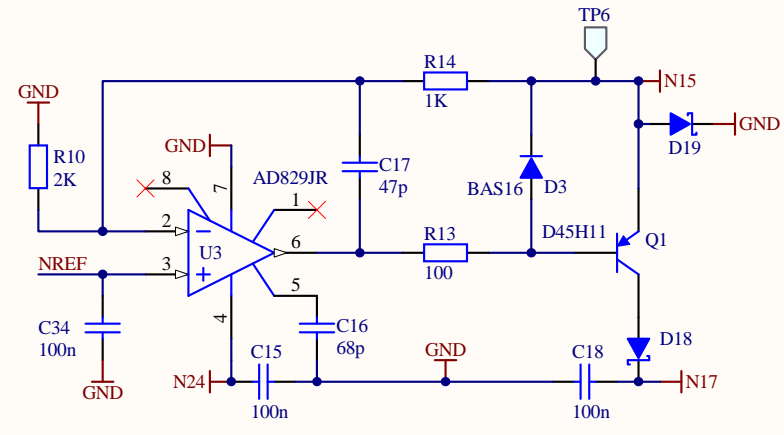 TP6
R14
1K
N15
GND
GND
D19
R10
2K
GND
8
7
AD829JR
1
C17
47p
BAS16
D3
D45H11
Q1
2
U3
6
R13
100
NREF
3
5
4
C34
100n
GND
C16
68p
C15
100n
N24
GND
C18
100n
D18
N17